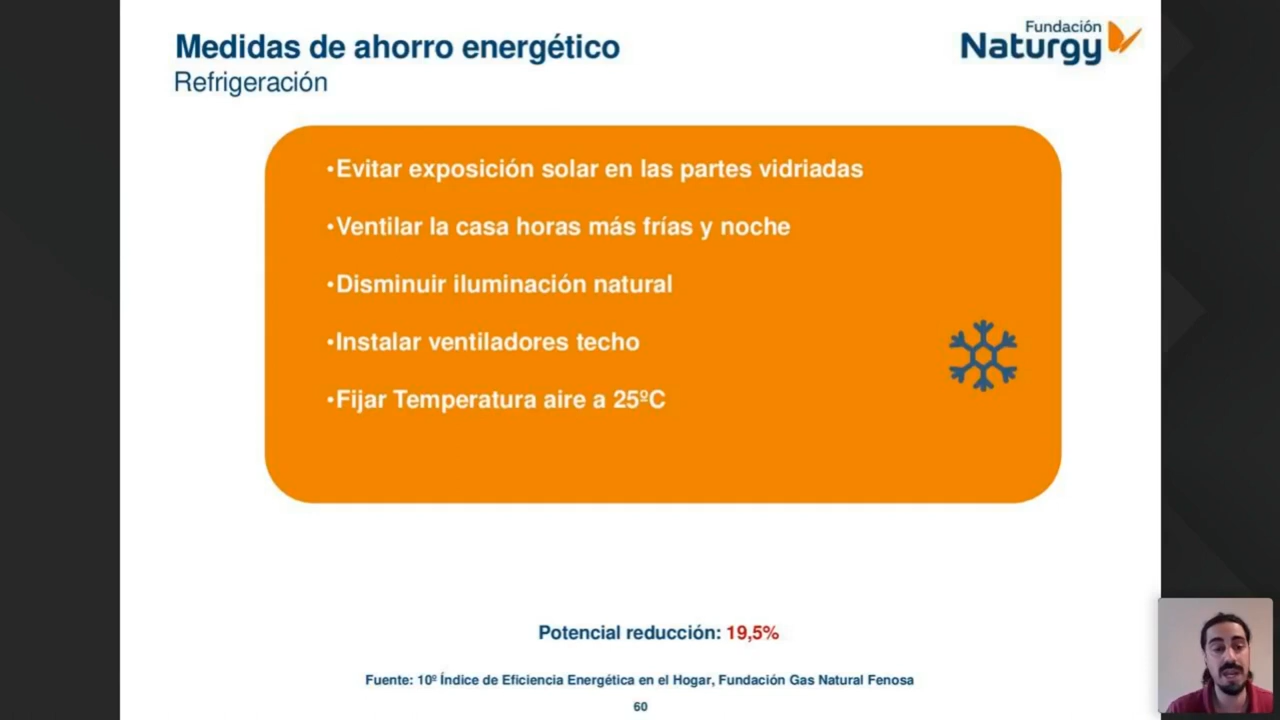 Medidas de ahorro energético
Refrigeración
Fundación
Naturgy
•Evitar exposición solar en las partes vidriadas
•Ventilar la casa horas más frías y noche
•Disminuir iluminación natural
•Instalar ventiladores techo
•Fijar Temperatura aire a 25ºC
Potencial reducción: 19,5%
Fuente: 10º Índice de Eficiencia Energética en el Hogar, Fundación Gas Natural Fenosa
60